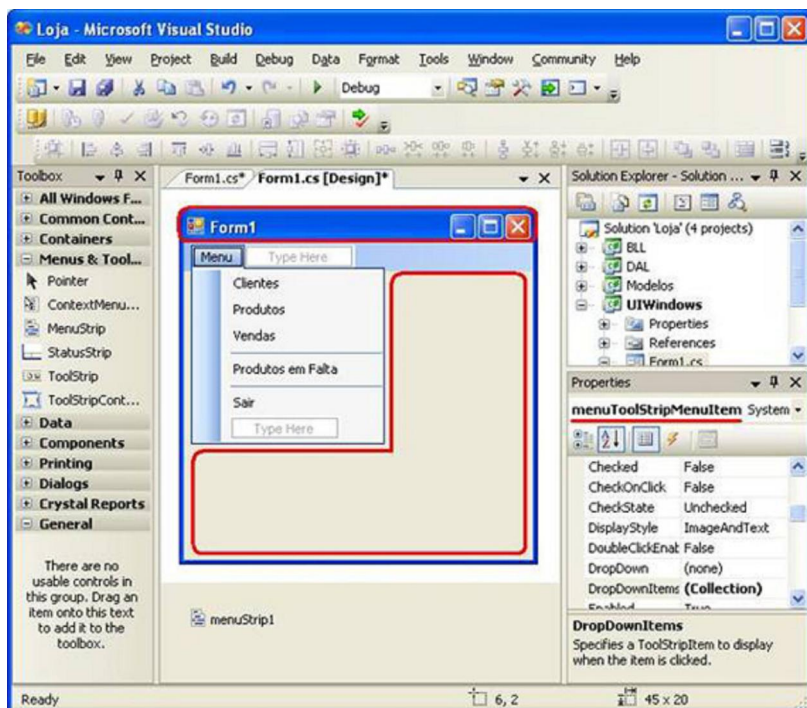 Loja - Microsoft Visual Studio
File Edit View Project Build Debug Data Format Tools Window Community Help
Debug
Toolbox
All Windows F...
Common Cont...
Containers
Menus & Tool...
Pointer
ContextMenu...
MenuStrip
StatusStrip
ToolStrip
ToolStripCont...
Data
Components
Printing
Dialogs
Crystal Reports
General
There are no
usable controls in
this group. Drag an
item onto this text
to add it to the
toolbox.
Form1.cs* Form1.cs [Design]*
Form1
Menu Type Here
Clientes
Produtos
Vendas
Produtos em Falta
Sair
Type Here
menuStrip1
Solution Explorer - Solution ...
Solution 'Loja' (4 projects)
BLL
DAL
Modelos
UIWindows
Properties
References
Form1.cs
Properties
menuToolStripMenuItem System
Checked False
CheckOnClick False
CheckState Unchecked
DisplayStyle ImageAndText
DoubleClickEnab False
DropDown (none)
DropDownItems (Collection)
Enabled True
DropDownItems
Specifies a ToolStripItem to display
when the item is clicked.
Ready 6, 2 45 x 20